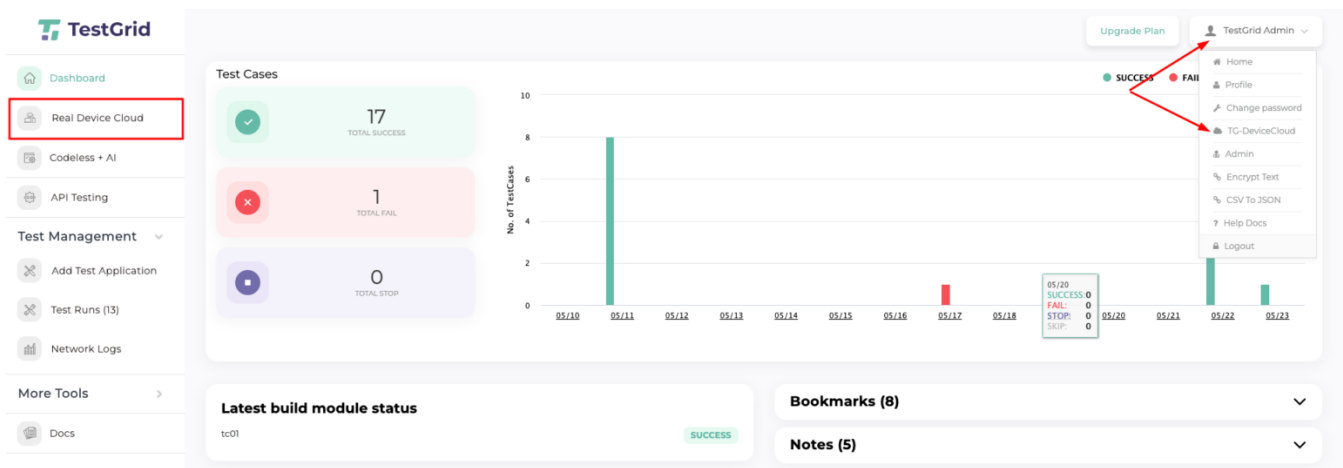 TestGrid
Upgrade Plan
TestGrid Admin
Dashboard
Real Device Cloud
Codeless + AI
API Testing
Test Management
Add Test Application
Test Runs (13)
Network Logs
More Tools
Docs
Test Cases
17
TOTAL SUCCESS
1
TOTAL FAIL
0
TOTAL STOP
SUCCESS
FAIL
No. of TestCases
10
8
6
4
2
0
05/10 05/11 05/12 05/13 05/14 05/15 05/16 05/17 05/18 05/20 05/21 05/22 05/23
05/20
SUCCESS: 0
FAIL: 0
STOP: 0
SKIP: 0
Home
Profile
Change password
TG-DeviceCloud
Admin
Encrypt Text
CSV To JSON
Help Docs
Logout
Latest build module status
tc01
SUCCESS
Bookmarks (8)
Notes (5)